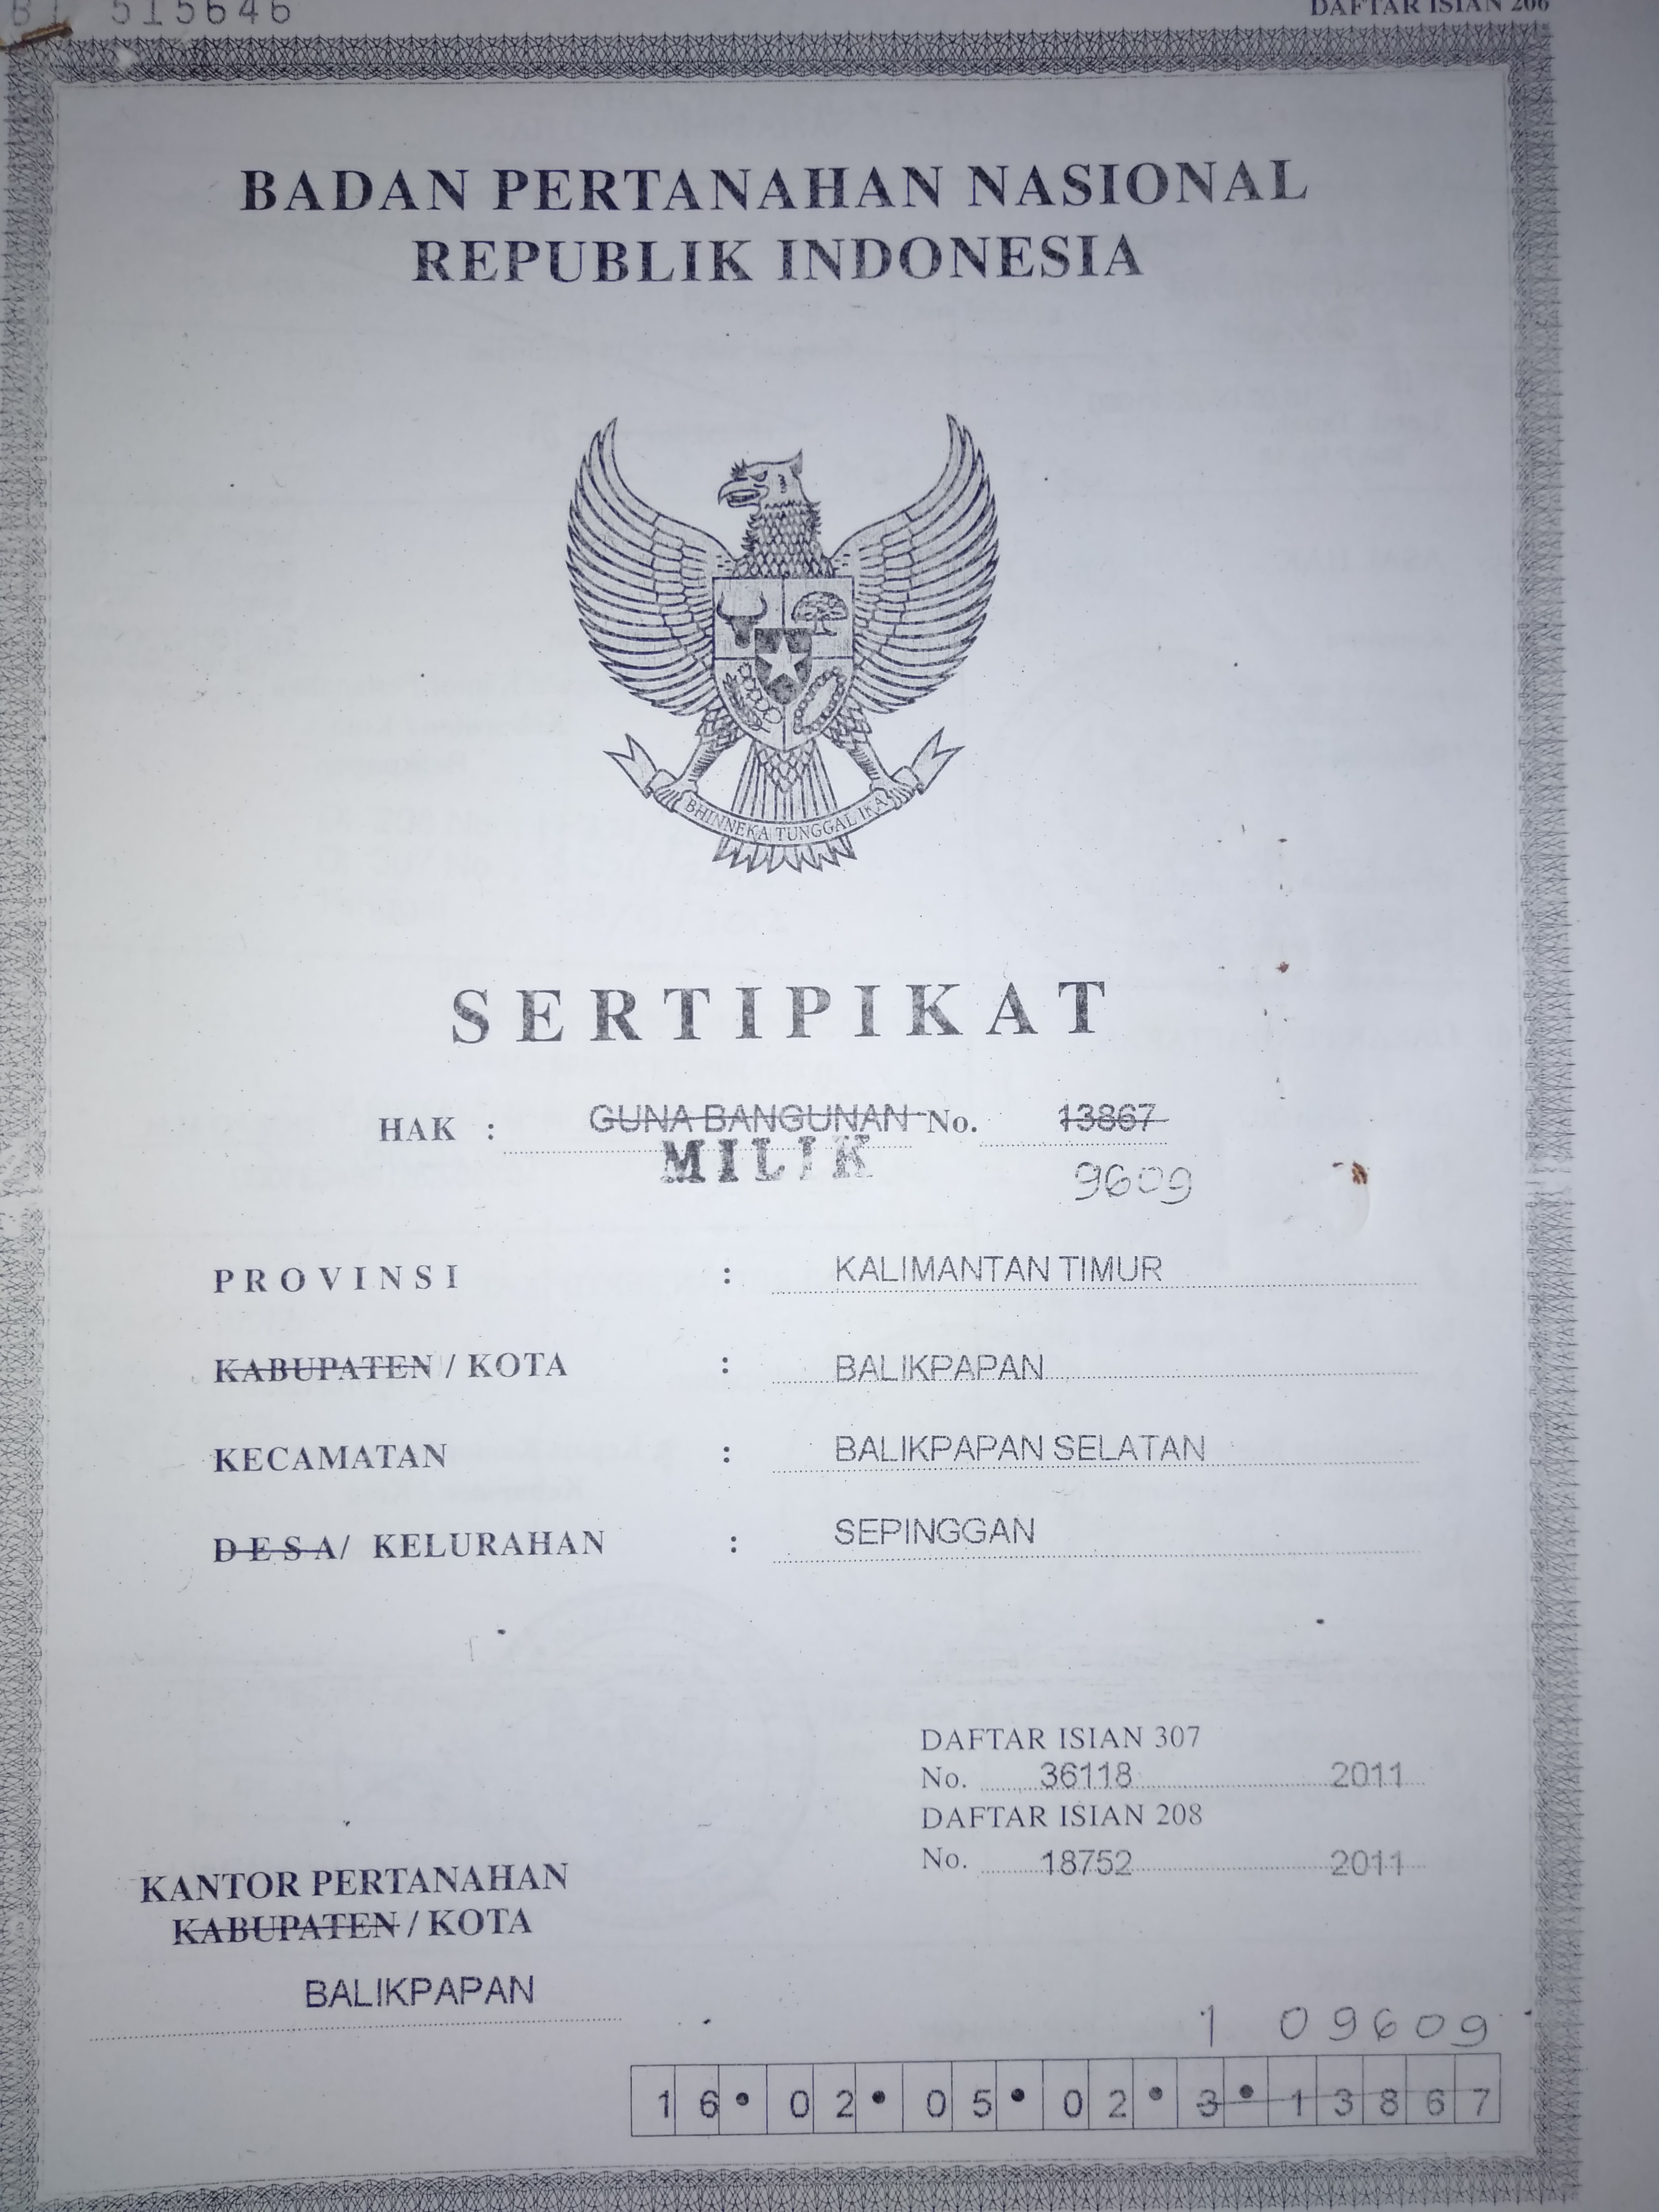 515646
DAFTAR ISIAN 206
BADAN PERTANAHAN NASIONAL
REPUBLIK INDONESIA
BHINNEKA TUNGGAL IKA
SERTIPIKAT
HAK : GUNA BANGUNAN No. 13867
MILIK 9609
PROVINSI : KALIMANTAN TIMUR
KABUPATEN / KOTA : BALIKPAPAN
KECAMATAN : BALIKPAPAN SELATAN
DESA/ KELURAHAN : SEPINGGAN
DAFTAR ISIAN 307
No. 36118 2011
DAFTAR ISIAN 208
No. 18752 2011
KANTOR PERTANAHAN
KABUPATEN / KOTA
BALIKPAPAN
1 09609
16•02•05•02•3•13867